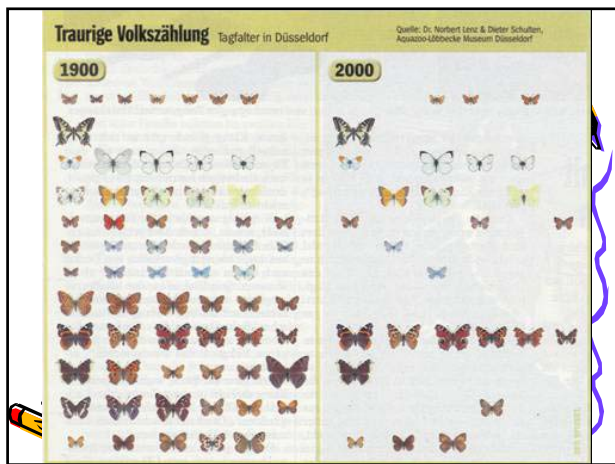 Traurige Volkszählung Tagfalter in Düsseldorf
Quelle: Dr. Norbert Lenz & Dieter Schulten,
Aquazoo-Löbbecke Museum Düsseldorf
1900
2000